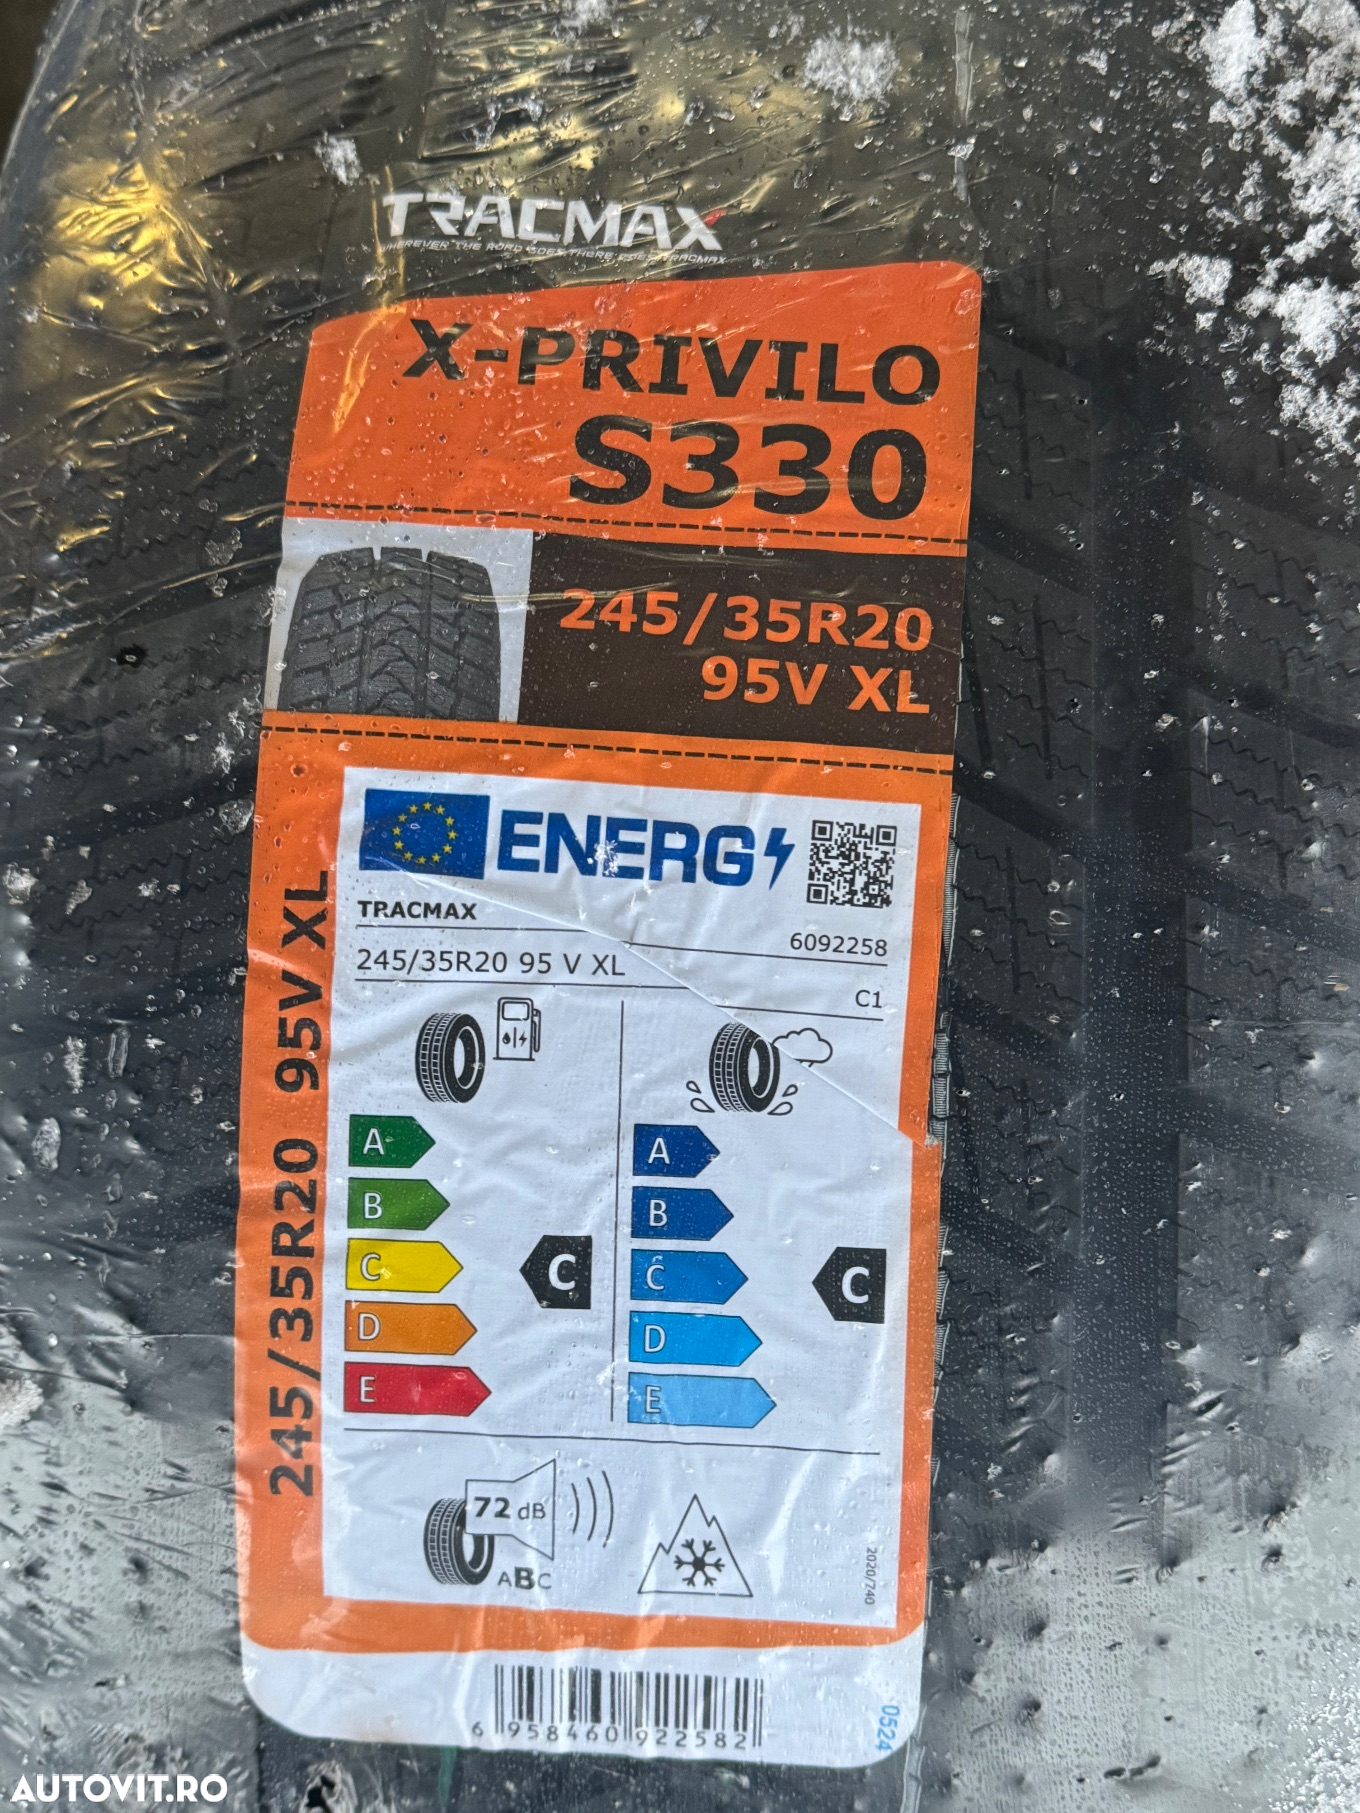 TRACMAX
WHEREVER THE ROAD GOES, THERE GOES TRACMAX
X-PRIVILO
S330
245/35R20
95V XL
245/35R20 95V XL
ENERG
TRACMAX
6092258
245/35R20 95 V XL
C1
A
B
C
D
E
C
A
B
C
D
E
C
72 dB
ABC
2020/740
6 958460 922582
0524
AUTOVIT.RO